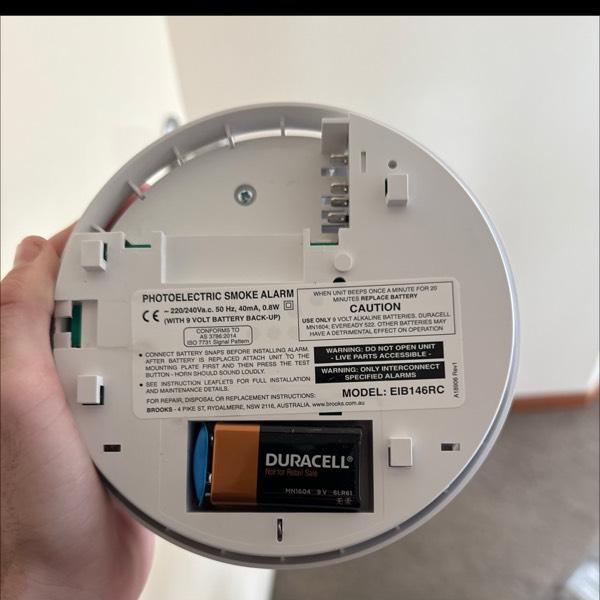 PHOTOELECTRIC SMOKE ALARM
CE ~ 220/240Va.c. 50 Hz, 40mA, 0.8W
(WITH 9 VOLT BATTERY BACK-UP)
CONFORMS TO
AS 3786:2014
ISO 7731 Signal Pattern
WHEN UNIT BEEPS ONCE A MINUTE FOR 20
MINUTES REPLACE BATTERY
CAUTION
USE ONLY 9 VOLT ALKALINE BATTERIES, DURACELL
MN1604; EVEREADY 522. OTHER BATTERIES MAY
HAVE A DETRIMENTAL EFFECT ON OPERATION
• CONNECT BATTERY SNAPS BEFORE INSTALLING ALARM.
AFTER BATTERY IS REPLACED ATTACH UNIT TO THE
MOUNTING PLATE FIRST AND THEN PRESS THE TEST
BUTTON - HORN SHOULD SOUND LOUDLY.
• SEE INSTRUCTION LEAFLETS FOR FULL INSTALLATION
AND MAINTENANCE DETAILS.
WARNING: DO NOT OPEN UNIT
- LIVE PARTS ACCESSIBLE -
WARNING: ONLY INTERCONNECT
SPECIFIED ALARMS
FOR REPAIR, DISPOSAL OR REPLACEMENT INSTRUCTIONS:
BROOKS - 4 PIKE ST, RYDALMERE, NSW 2116, AUSTRALIA. www.brooks.com.au
MODEL: EIB146RC
A18906 Rev1
DURACELL®
Not for Retail Sale
MN1604 9V 6LR61